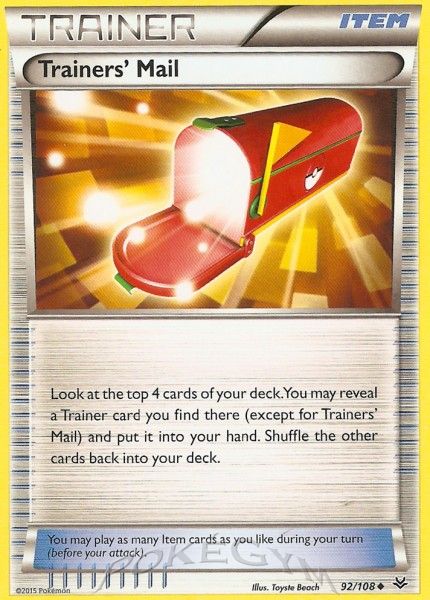 TRAINER
ITEM
Trainers' Mail
Look at the top 4 cards of your deck.You may reveal
a Trainer card you find there (except for Trainers'
Mail) and put it into your hand. Shuffle the other
cards back into your deck.
You may play as many Item cards as you like during your turn
(before your attack).
POKEGYM
©2015 Pokémon
Illus. Toyste Beach
92/108